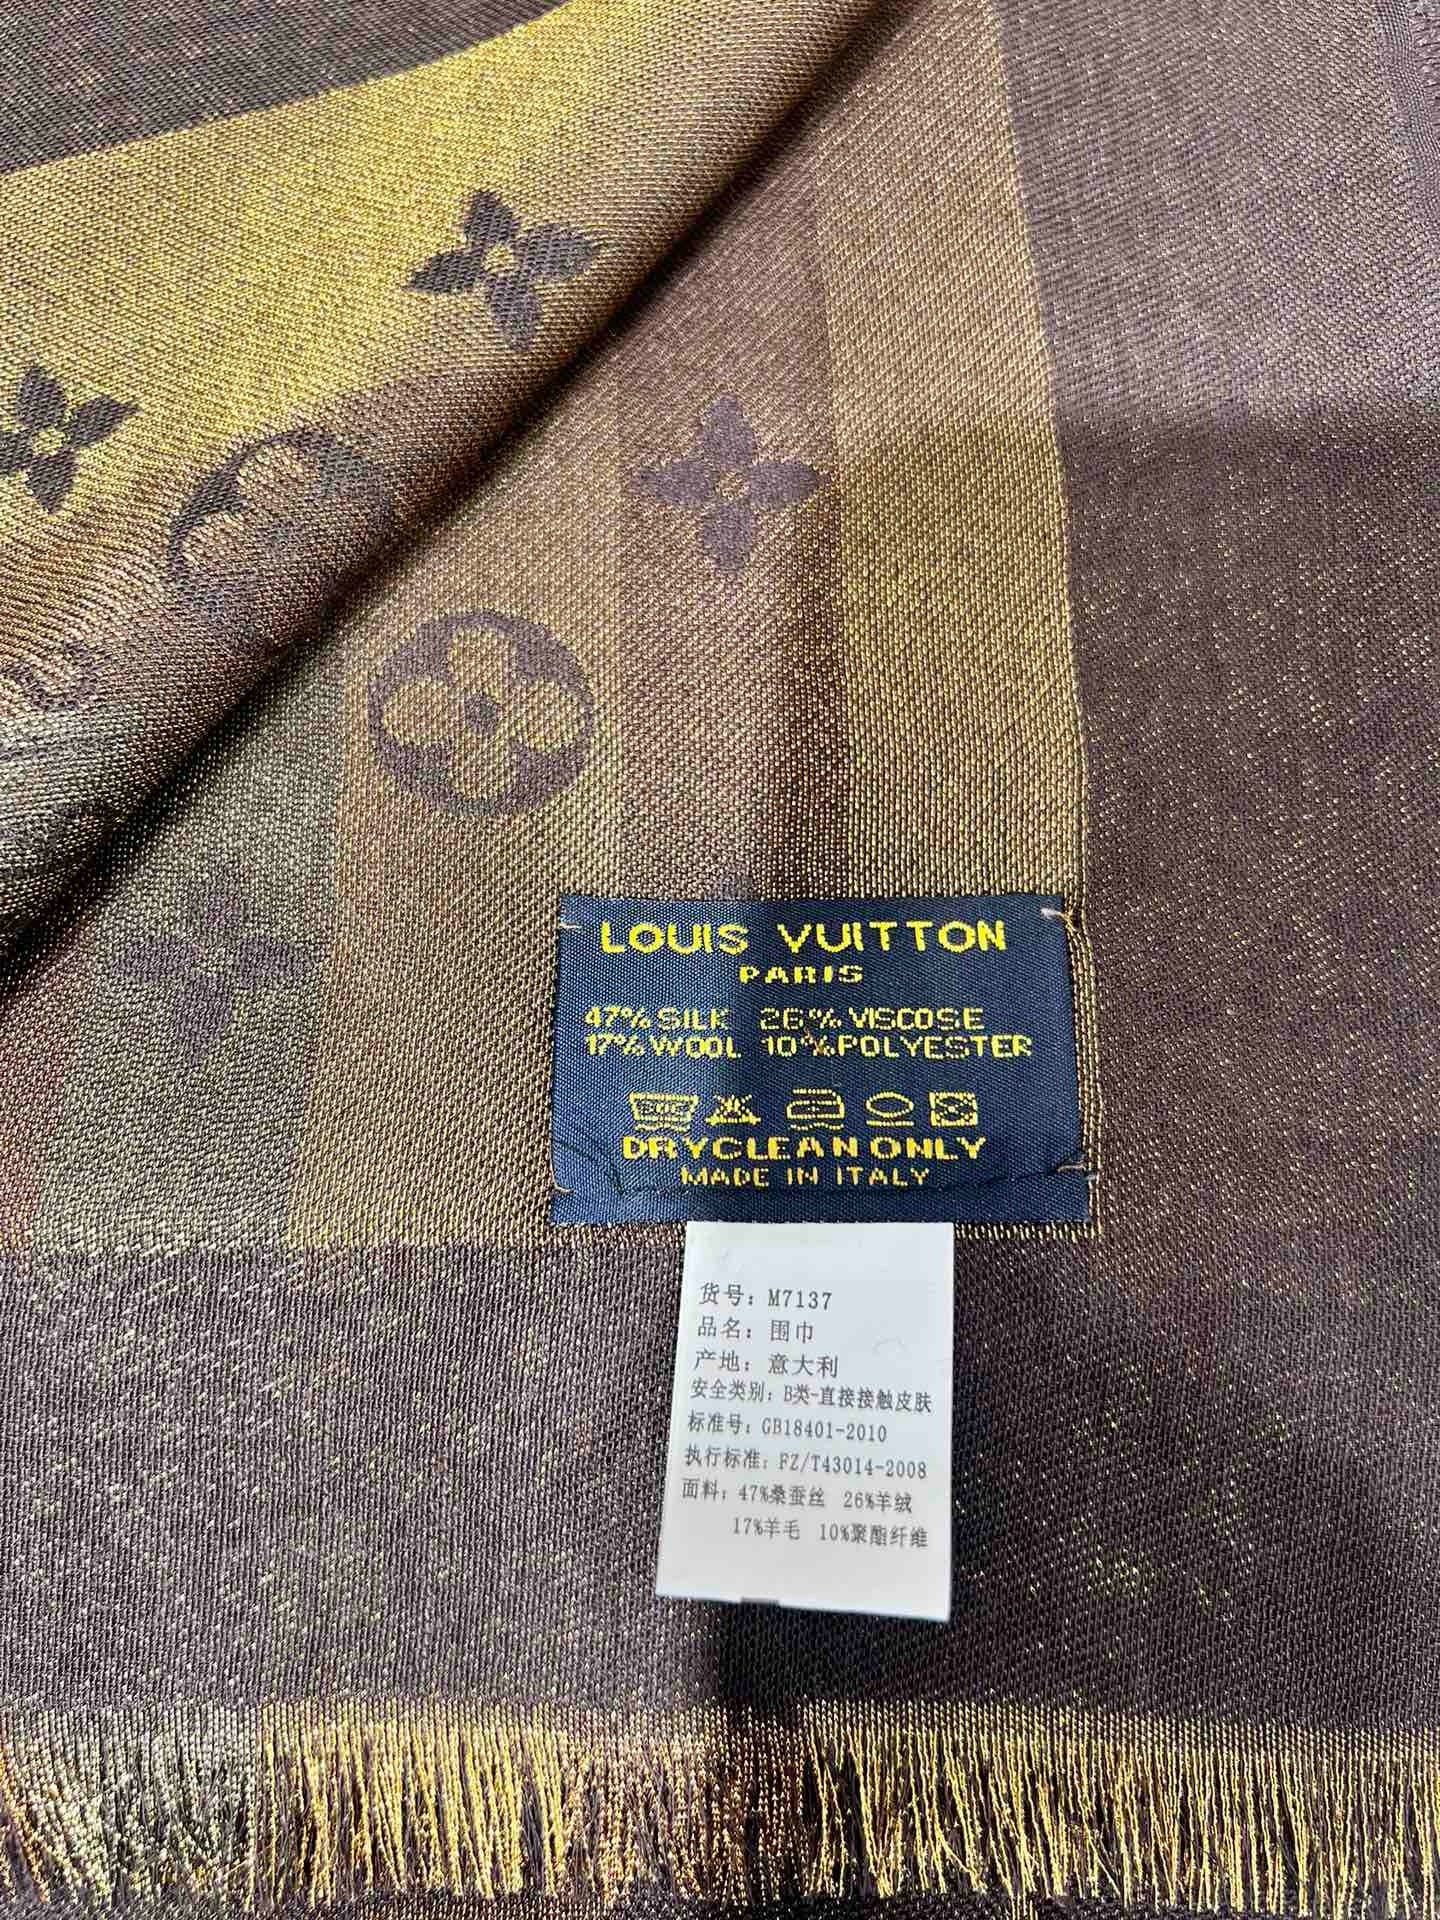 LOUIS VUITTON
PARIS
47% SILK 26% VISCOSE
17% WOOL 10% POLYESTER
DRYCLEAN ONLY
MADE IN ITALY
货号：M7137
品名：围巾
产地：意大利
安全类别：B类-直接接触皮肤
标准号：GB18401-2010
执行标准：FZ/T43014-2008
面料：47%桑蚕丝 26%羊绒
17%羊毛 10%聚酯纤维